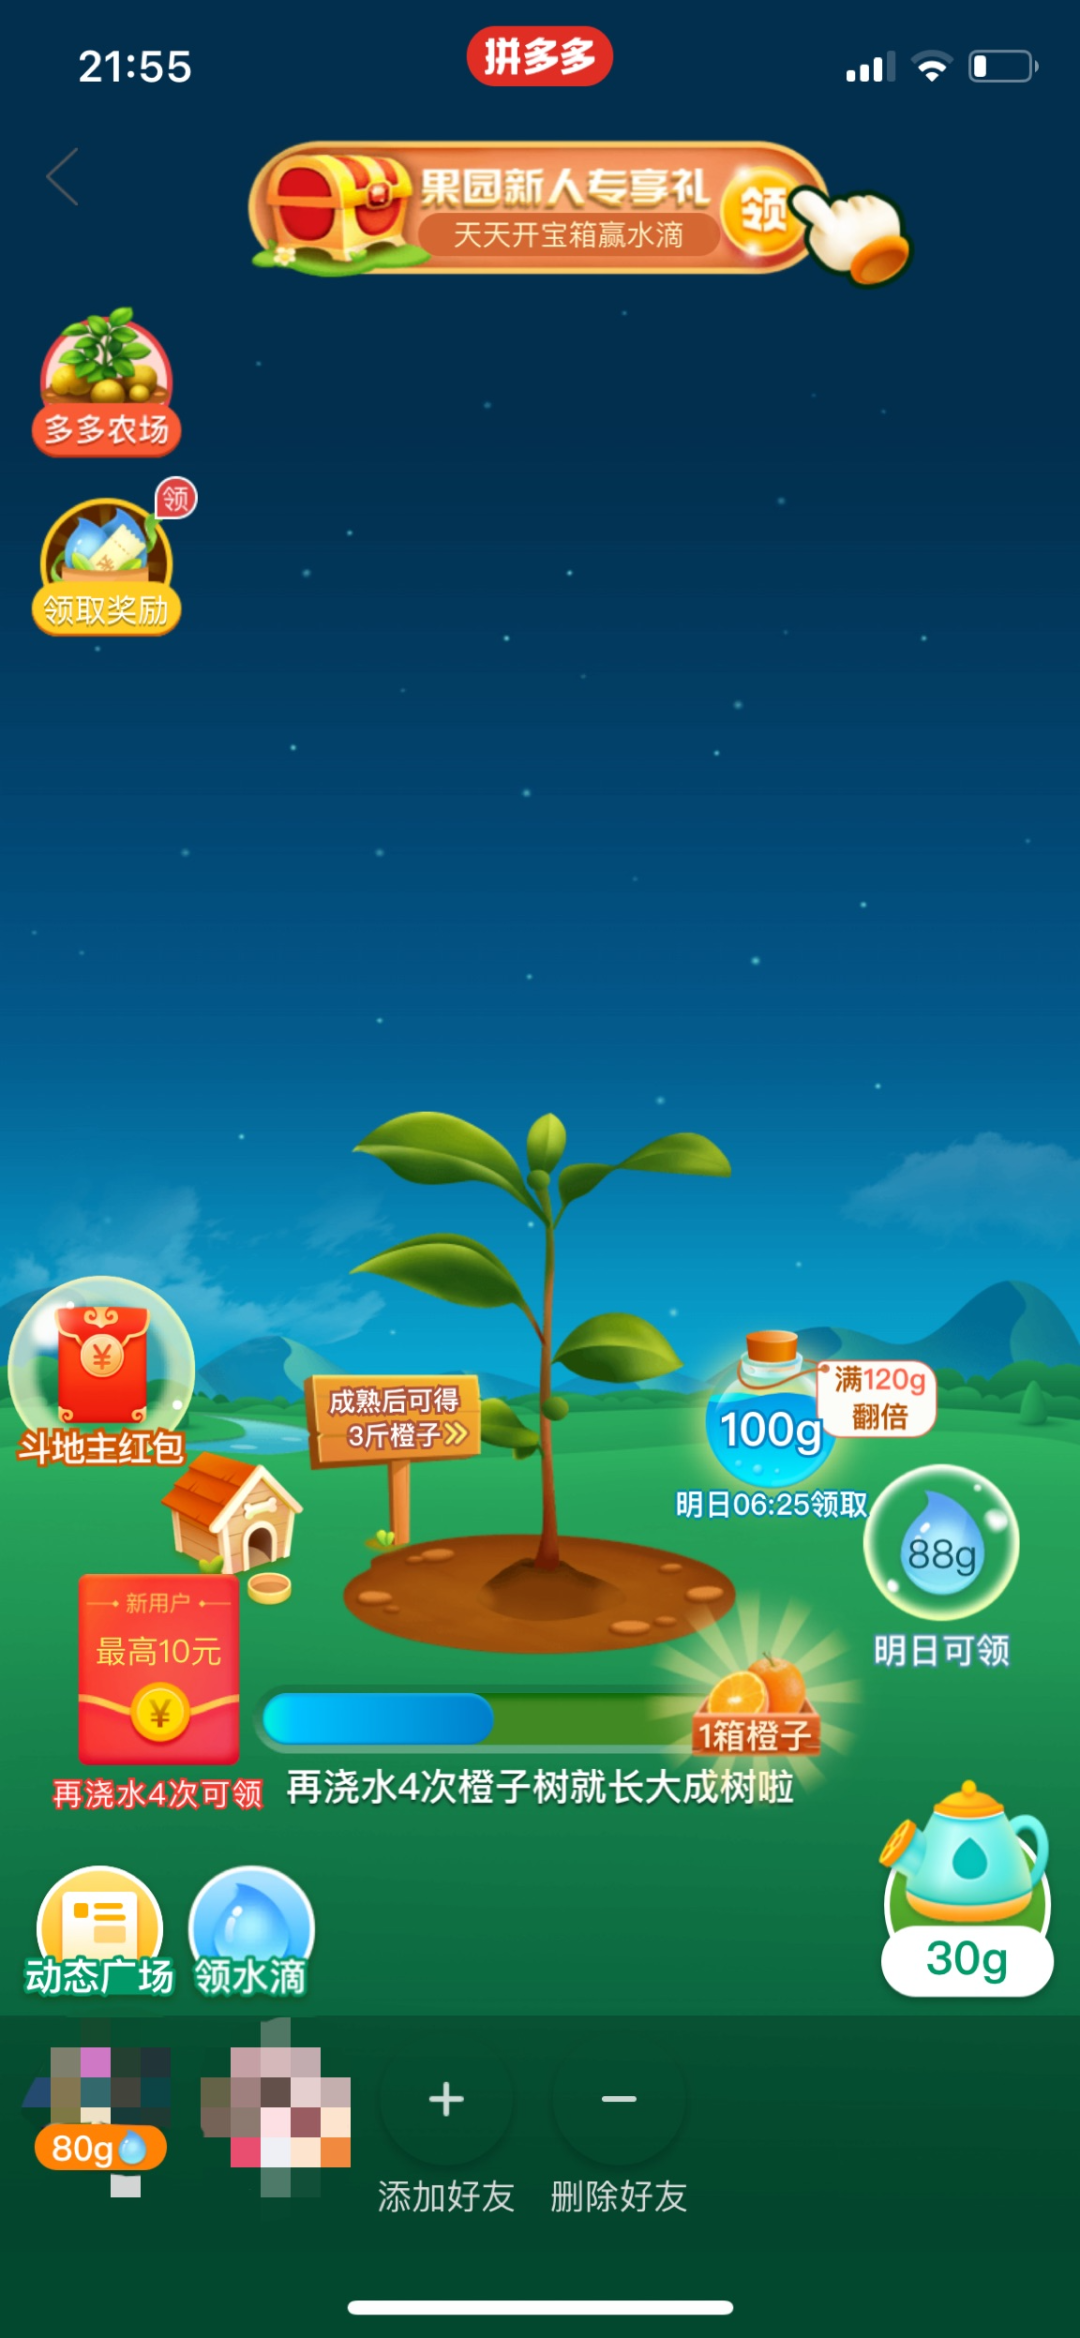 21:55
拼多多
果园新人专享礼
领
天天开宝箱赢水滴
多多农场
领
领取奖励
斗地主红包
成熟后可得
3斤橙子
满120g
翻倍
100g
明日06:25领取
88g
明日可领
新用户
最高10元
再浇水4次可领
1箱橙子
再浇水4次橙子树就长大成树啦
动态广场
领水滴
30g
80g
添加好友
删除好友